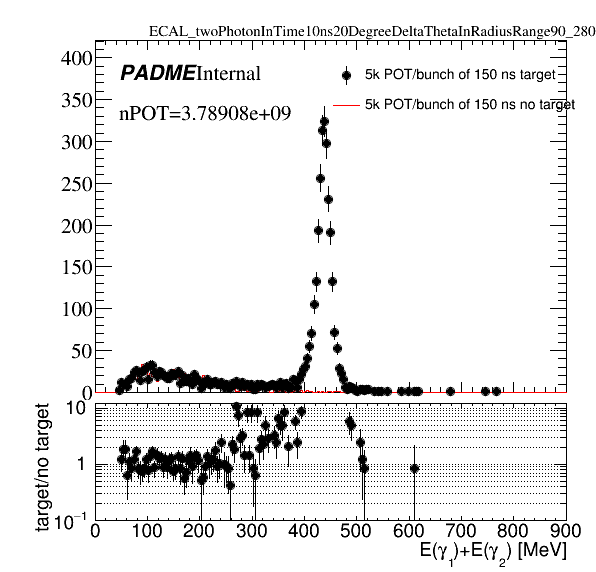 ECAL_twoPhotonInTime10ns20DegreeDeltaThetaInRadiusRange90_280
PADME Internal
5k POT/bunch of 150 ns target
5k POT/bunch of 150 ns no target
nPOT=3.78908e+09
400
350
300
250
200
150
100
50
0
target/no target
10
1
10⁻¹
0 100 200 300 400 500 600 700 800 900
E(γ₁)+E(γ₂) [MeV]